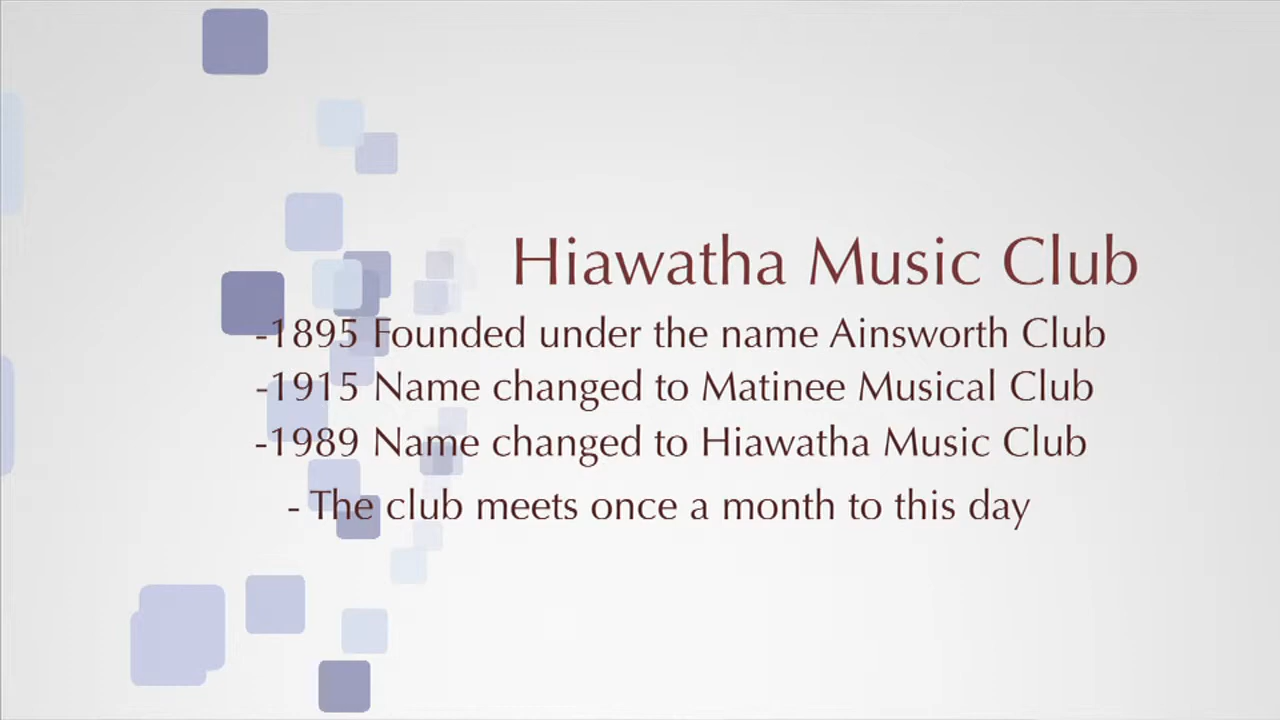 Hiawatha Music Club
-1895 Founded under the name Ainsworth Club
-1915 Name changed to Matinee Musical Club
-1989 Name changed to Hiawatha Music Club
- The club meets once a month to this day